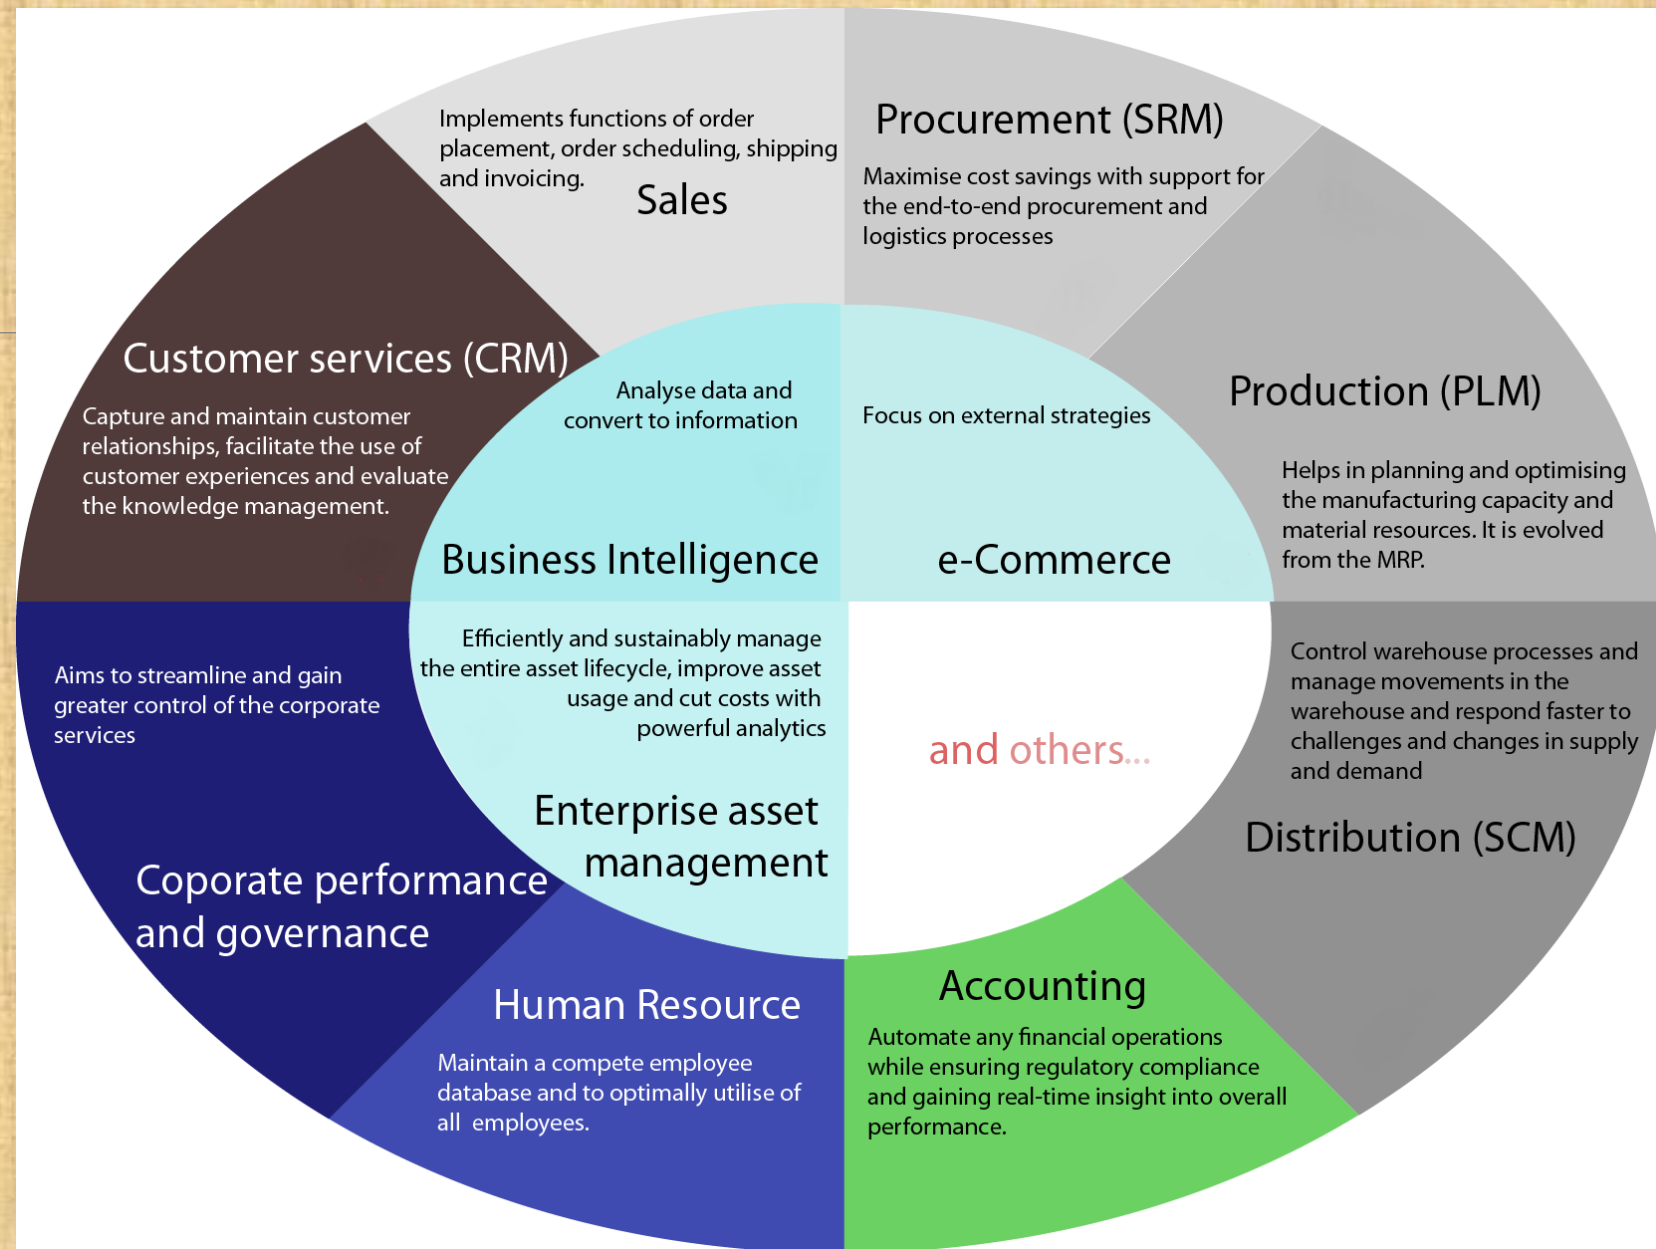 Implements functions of order
placement, order scheduling, shipping
and invoicing.
Sales
Procurement (SRM)
Maximise cost savings with support for
the end-to-end procurement and
logistics processes
Customer services (CRM)
Capture and maintain customer
relationships, facilitate the use of
customer experiences and evaluate
the knowledge management.
Analyse data and
convert to information
Business Intelligence
Focus on external strategies
e-Commerce
Production (PLM)
Helps in planning and optimising
the manufacturing capacity and
material resources. It is evolved
from the MRP.
Aims to streamline and gain
greater control of the corporate
services
Coporate performance
and governance
Efficiently and sustainably manage
the entire asset lifecycle, improve asset
usage and cut costs with
powerful analytics
Enterprise asset
management
and others...
Control warehouse processes and
manage movements in the
warehouse and respond faster to
challenges and changes in supply
and demand
Distribution (SCM)
Human Resource
Maintain a compete employee
database and to optimally utilise of
all employees.
Accounting
Automate any financial operations
while ensuring regulatory compliance
and gaining real-time insight into overall
performance.